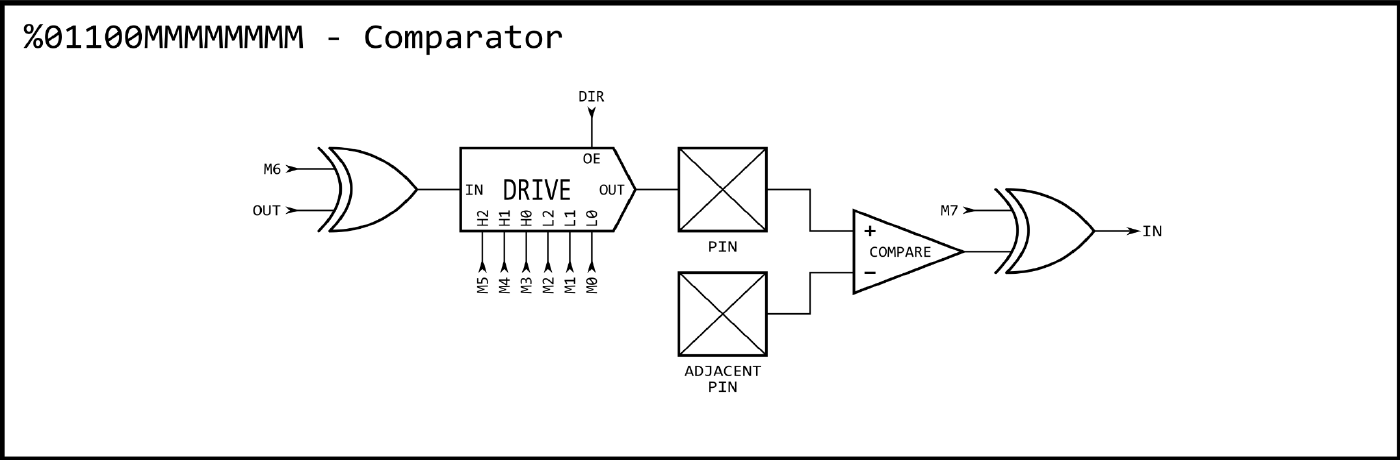 %01100MMMMMMMM - Comparator
DIR
OE
M6
OUT
IN
DRIVE
OUT
H2
H1
H0
L2
L1
L0
M5
M4
M3
M2
M1
M0
PIN
ADJACENT
PIN
+
COMPARE
−
M7
IN